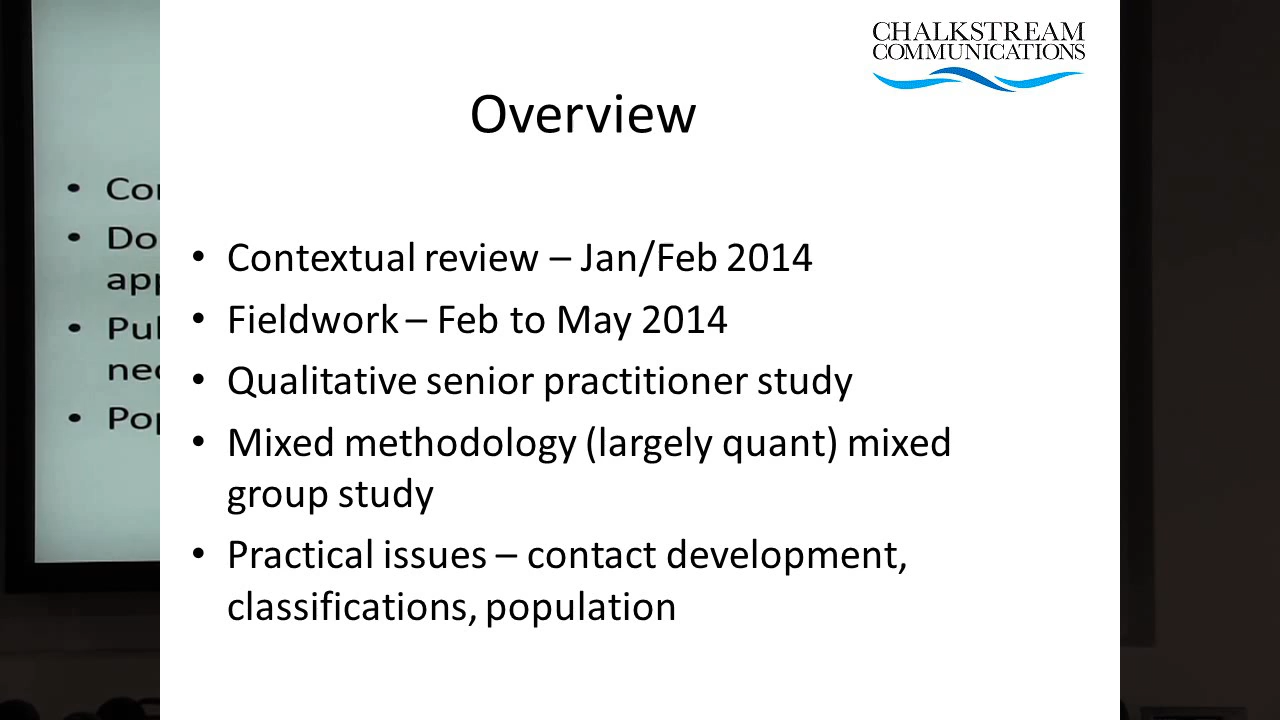 CHALKSTREAM
COMMUNICATIONS
Overview
• Contextual review – Jan/Feb 2014
• Fieldwork – Feb to May 2014
• Qualitative senior practitioner study
• Mixed methodology (largely quant) mixed
group study
• Practical issues – contact development,
classifications, population